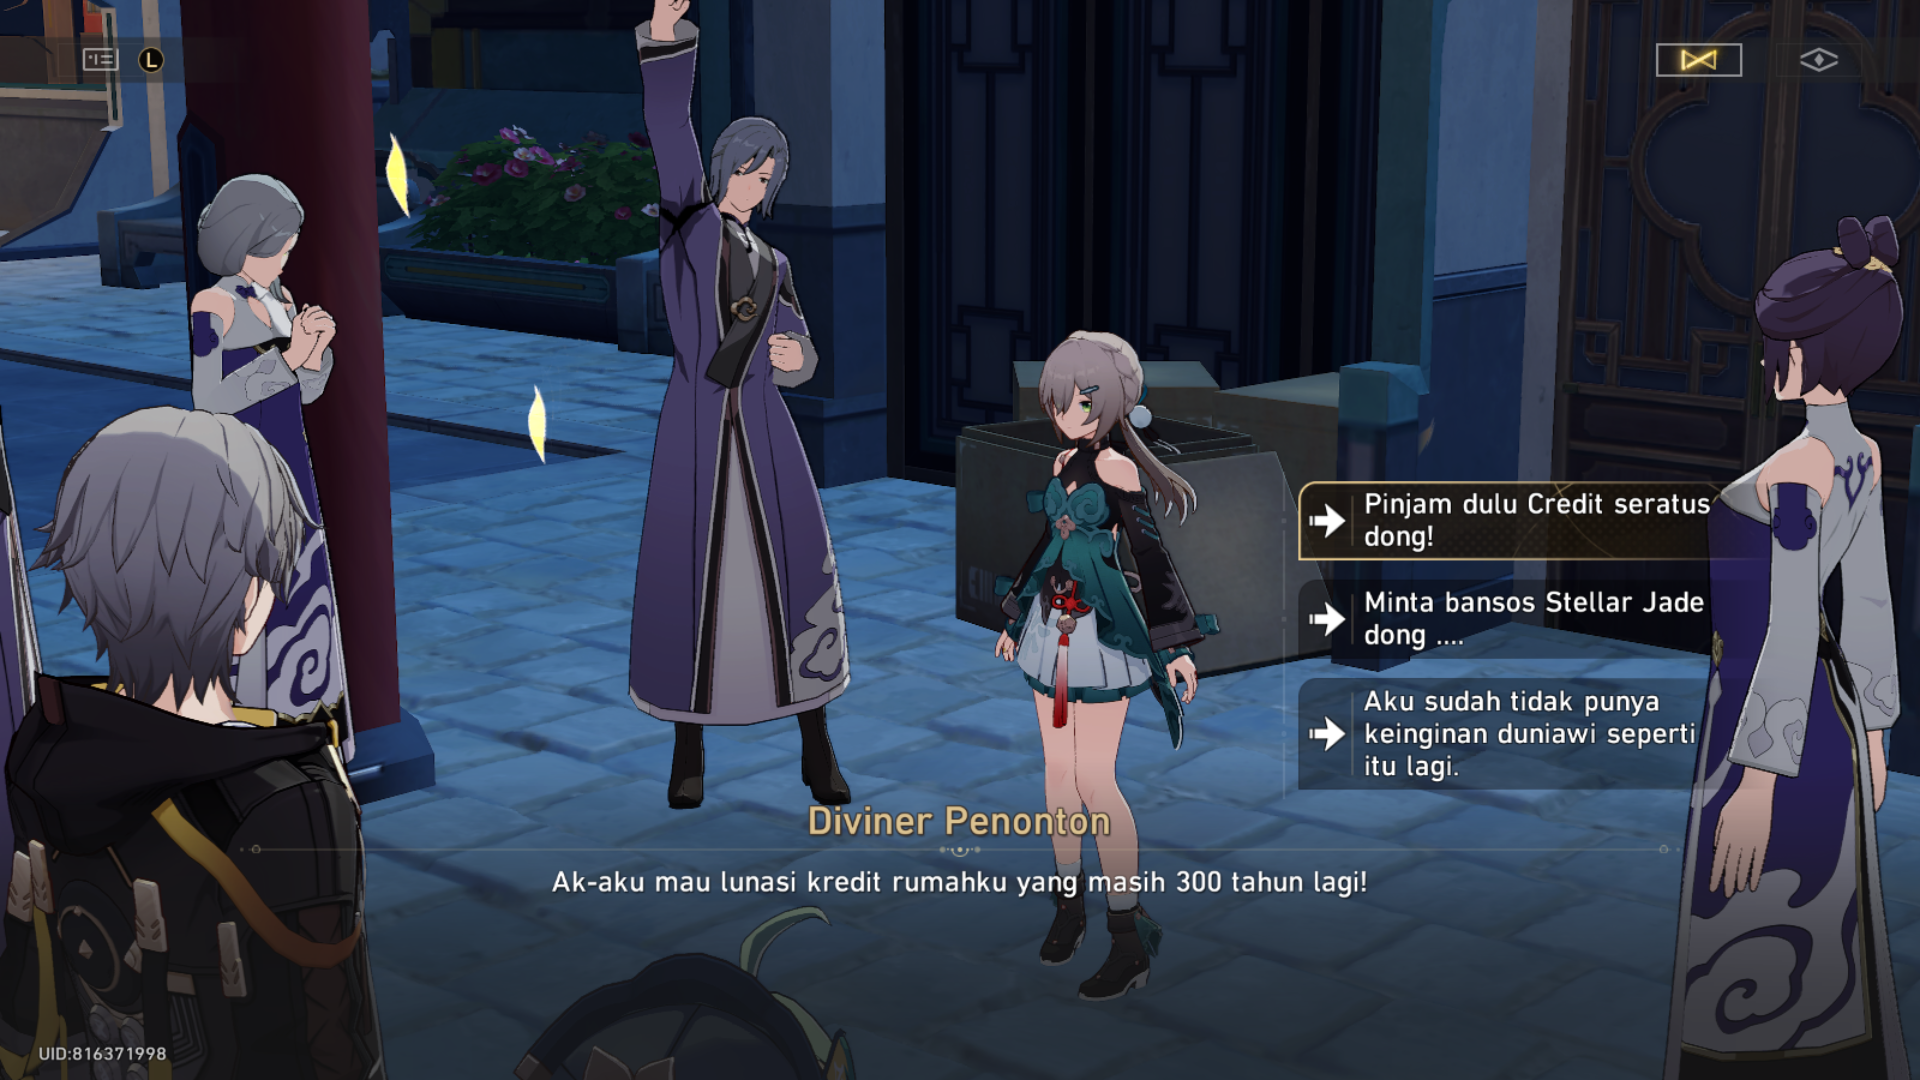 L
Pinjam dulu Credit seratus
dong!
Minta bansos Stellar Jade
dong ....
Aku sudah tidak punya
keinginan duniawi seperti
itu lagi.
Diviner Penonton
Ak-aku mau lunasi kredit rumahku yang masih 300 tahun lagi!
UID:816371998